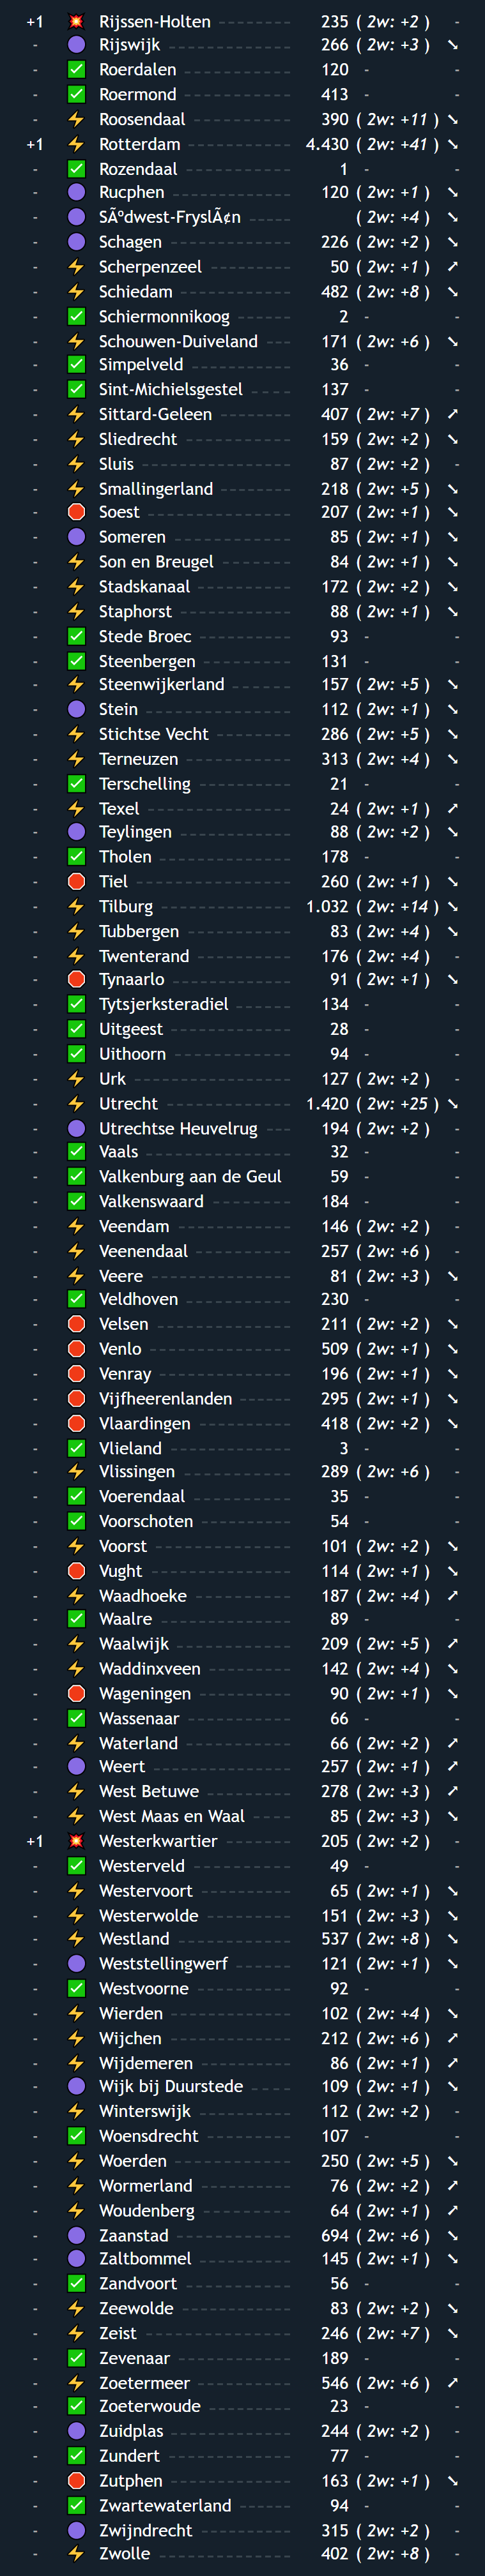 +1 💥 Rijssen-Holten 235 ( 2w: +2 ) -
- 🟣 Rijswijk 266 ( 2w: +3 ) ➘
- ✅ Roerdalen 120 - -
- ✅ Roermond 413 - -
- ⚡ Roosendaal 390 ( 2w: +11 ) ➘
+1 ⚡ Rotterdam 4.430 ( 2w: +41 ) ➘
- ✅ Rozendaal 1 - -
- 🟣 Rucphen 120 ( 2w: +1 ) ➘
- 🟣 SÃºdwest-FryslÃ¢n ( 2w: +4 ) ➘
- 🟣 Schagen 226 ( 2w: +2 ) ➘
- ⚡ Scherpenzeel 50 ( 2w: +1 ) ➚
- ⚡ Schiedam 482 ( 2w: +8 ) ➘
- ✅ Schiermonnikoog 2 - -
- ⚡ Schouwen-Duiveland 171 ( 2w: +6 ) ➘
- ✅ Simpelveld 36 - -
- ✅ Sint-Michielsgestel 137 - -
- ⚡ Sittard-Geleen 407 ( 2w: +7 ) ➚
- ⚡ Sliedrecht 159 ( 2w: +2 ) ➘
- ⚡ Sluis 87 ( 2w: +2 ) -
- ⚡ Smallingerland 218 ( 2w: +5 ) ➘
- 🛑 Soest 207 ( 2w: +1 ) ➘
- 🟣 Someren 85 ( 2w: +1 ) ➘
- ⚡ Son en Breugel 84 ( 2w: +1 ) ➘
- ⚡ Stadskanaal 172 ( 2w: +2 ) ➘
- ⚡ Staphorst 88 ( 2w: +1 ) ➘
- ✅ Stede Broec 93 - -
- ✅ Steenbergen 131 - -
- ⚡ Steenwijkerland 157 ( 2w: +5 ) ➘
- 🟣 Stein 112 ( 2w: +1 ) ➘
- ⚡ Stichtse Vecht 286 ( 2w: +5 ) ➘
- ⚡ Terneuzen 313 ( 2w: +4 ) ➘
- ✅ Terschelling 21 - -
- ⚡ Texel 24 ( 2w: +1 ) ➚
- 🟣 Teylingen 88 ( 2w: +2 ) ➘
- ✅ Tholen 178 - -
- 🛑 Tiel 260 ( 2w: +1 ) ➘
- ⚡ Tilburg 1.032 ( 2w: +14 ) ➘
- ⚡ Tubbergen 83 ( 2w: +4 ) ➘
- ⚡ Twenterand 176 ( 2w: +4 ) -
- 🛑 Tynaarlo 91 ( 2w: +1 ) ➘
- ✅ Tytsjerksteradiel 134 - -
- ✅ Uitgeest 28 - -
- ✅ Uithoorn 94 - -
- ⚡ Urk 127 ( 2w: +2 ) -
- ⚡ Utrecht 1.420 ( 2w: +25 ) ➘
- 🟣 Utrechtse Heuvelrug 194 ( 2w: +2 ) -
- ✅ Vaals 32 - -
- ✅ Valkenburg aan de Geul 59 - -
- ✅ Valkenswaard 184 - -
- ⚡ Veendam 146 ( 2w: +2 ) -
- ⚡ Veenendaal 257 ( 2w: +6 ) -
- ⚡ Veere 81 ( 2w: +3 ) ➘
- ✅ Veldhoven 230 - -
- 🛑 Velsen 211 ( 2w: +2 ) ➘
- 🛑 Venlo 509 ( 2w: +1 ) ➘
- 🛑 Venray 196 ( 2w: +1 ) ➘
- 🛑 Vijfheerenlanden 295 ( 2w: +1 ) ➘
- 🛑 Vlaardingen 418 ( 2w: +2 ) ➘
- ✅ Vlieland 3 - -
- ⚡ Vlissingen 289 ( 2w: +6 ) -
- ✅ Voerendaal 35 - -
- ✅ Voorschoten 54 - -
- ⚡ Voorst 101 ( 2w: +2 ) ➘
- 🛑 Vught 114 ( 2w: +1 ) ➘
- ⚡ Waadhoeke 187 ( 2w: +4 ) ➚
- ✅ Waalre 89 - -
- ⚡ Waalwijk 209 ( 2w: +5 ) ➚
- ⚡ Waddinxveen 142 ( 2w: +4 ) ➘
- 🛑 Wageningen 90 ( 2w: +1 ) ➘
- ✅ Wassenaar 66 - -
- ⚡ Waterland 66 ( 2w: +2 ) ➚
- 🟣 Weert 257 ( 2w: +1 ) ➚
- ⚡ West Betuwe 278 ( 2w: +3 ) ➚
- ⚡ West Maas en Waal 85 ( 2w: +3 ) ➘
+1 💥 Westerkwartier 205 ( 2w: +2 ) -
- ✅ Westerveld 49 - -
- ⚡ Westervoort 65 ( 2w: +1 ) ➘
- ⚡ Westerwolde 151 ( 2w: +3 ) ➘
- ⚡ Westland 537 ( 2w: +8 ) ➘
- 🟣 Weststellingwerf 121 ( 2w: +1 ) ➘
- ✅ Westvoorne 92 - -
- ⚡ Wierden 102 ( 2w: +4 ) ➘
- ⚡ Wijchen 212 ( 2w: +6 ) ➚
- ⚡ Wijdemeren 86 ( 2w: +1 ) ➚
- 🟣 Wijk bij Duurstede 109 ( 2w: +1 ) ➘
- ⚡ Winterswijk 112 ( 2w: +2 ) -
- ✅ Woensdrecht 107 - -
- ⚡ Woerden 250 ( 2w: +5 ) ➘
- ⚡ Wormerland 76 ( 2w: +2 ) ➚
- ⚡ Woudenberg 64 ( 2w: +1 ) ➚
- 🟣 Zaanstad 694 ( 2w: +6 ) ➘
- 🟣 Zaltbommel 145 ( 2w: +1 ) ➘
- ✅ Zandvoort 56 - -
- ⚡ Zeewolde 83 ( 2w: +2 ) ➘
- ⚡ Zeist 246 ( 2w: +7 ) ➘
- ✅ Zevenaar 189 - -
- ⚡ Zoetermeer 546 ( 2w: +6 ) ➚
- ✅ Zoeterwoude 23 - -
- 🟣 Zuidplas 244 ( 2w: +2 ) -
- ✅ Zundert 77 - -
- 🛑 Zutphen 163 ( 2w: +1 ) ➘
- ✅ Zwartewaterland 94 - -
- 🟣 Zwijndrecht 315 ( 2w: +2 ) -
- ⚡ Zwolle 402 ( 2w: +8 ) -